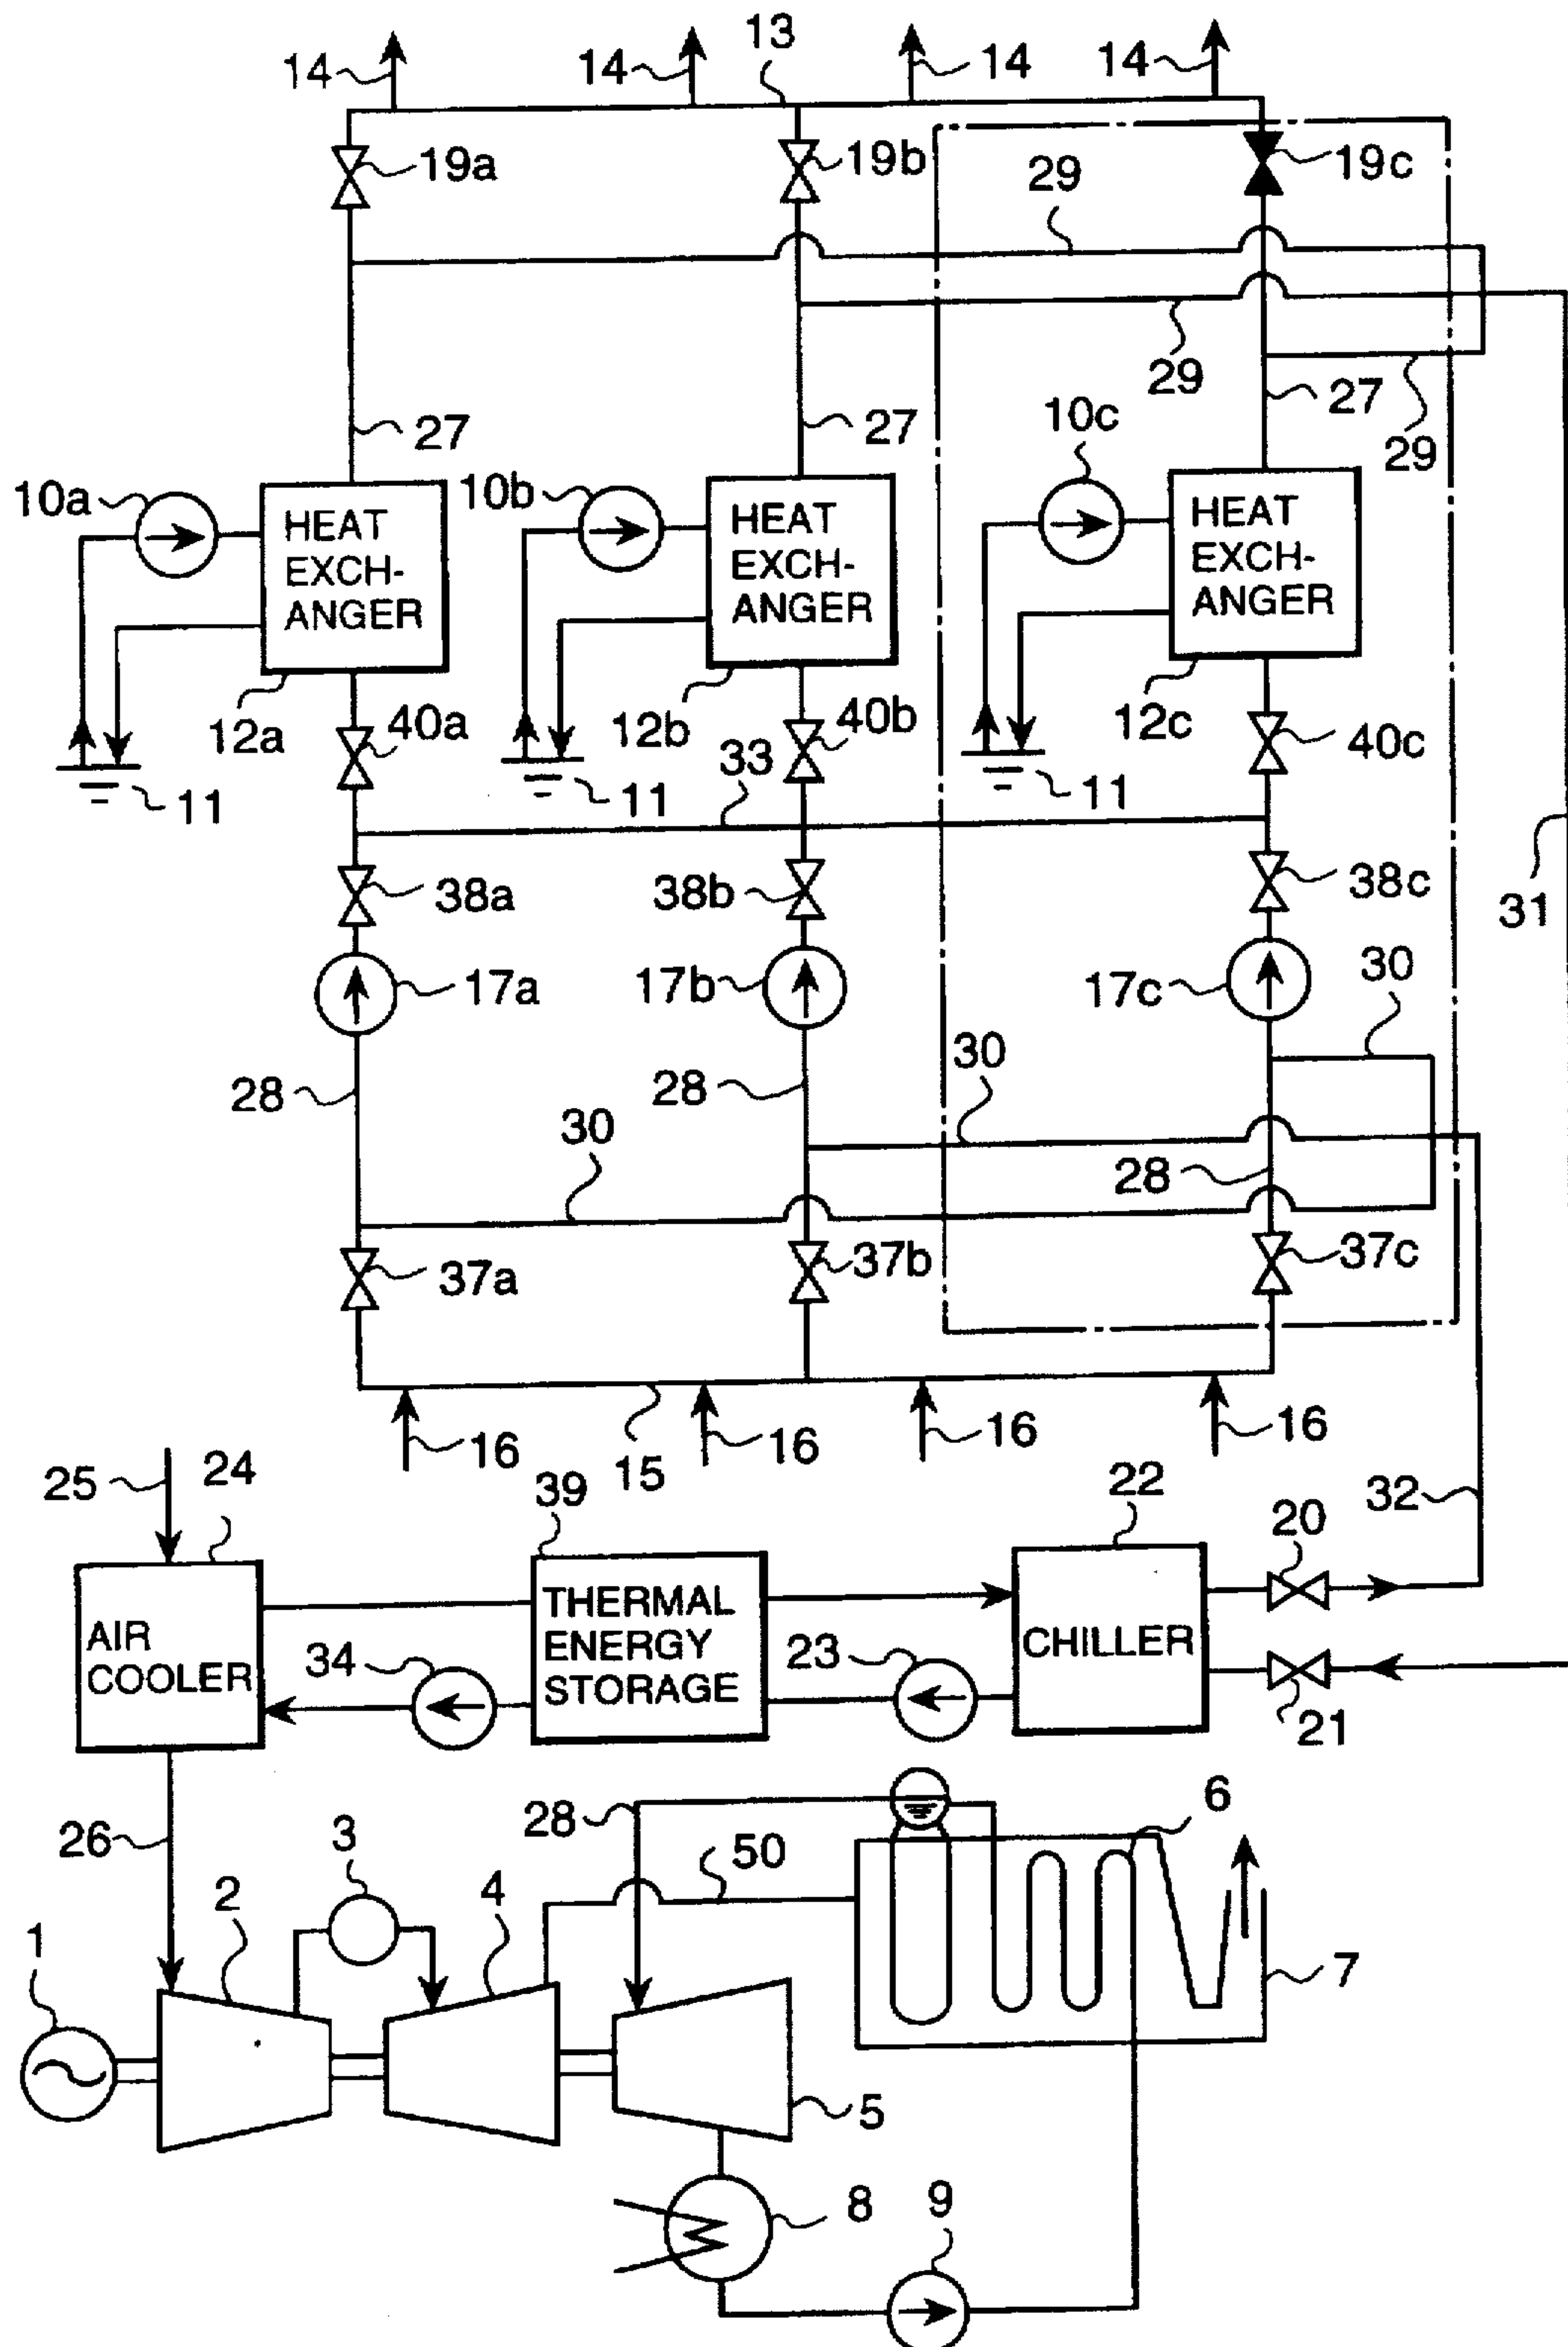 13
14
14
14
14
19a
19b
19c
29
29
27
27
27
29
10a
10b
10c
HEAT
EXCH-
ANGER
HEAT
EXCH-
ANGER
HEAT
EXCH-
ANGER
12a
40a
12b
40b
12c
40c
33
11
11
11
38a
38b
38c
31
17a
17b
17c
30
30
28
28
30
28
37a
37b
37c
16
16
16
16
15
25
24
39
22
32
20
AIR
COOLER
34
THERMAL
ENERGY
STORAGE
23
CHILLER
21
26
3
28
6
50
2
4
1
7
5
8
9